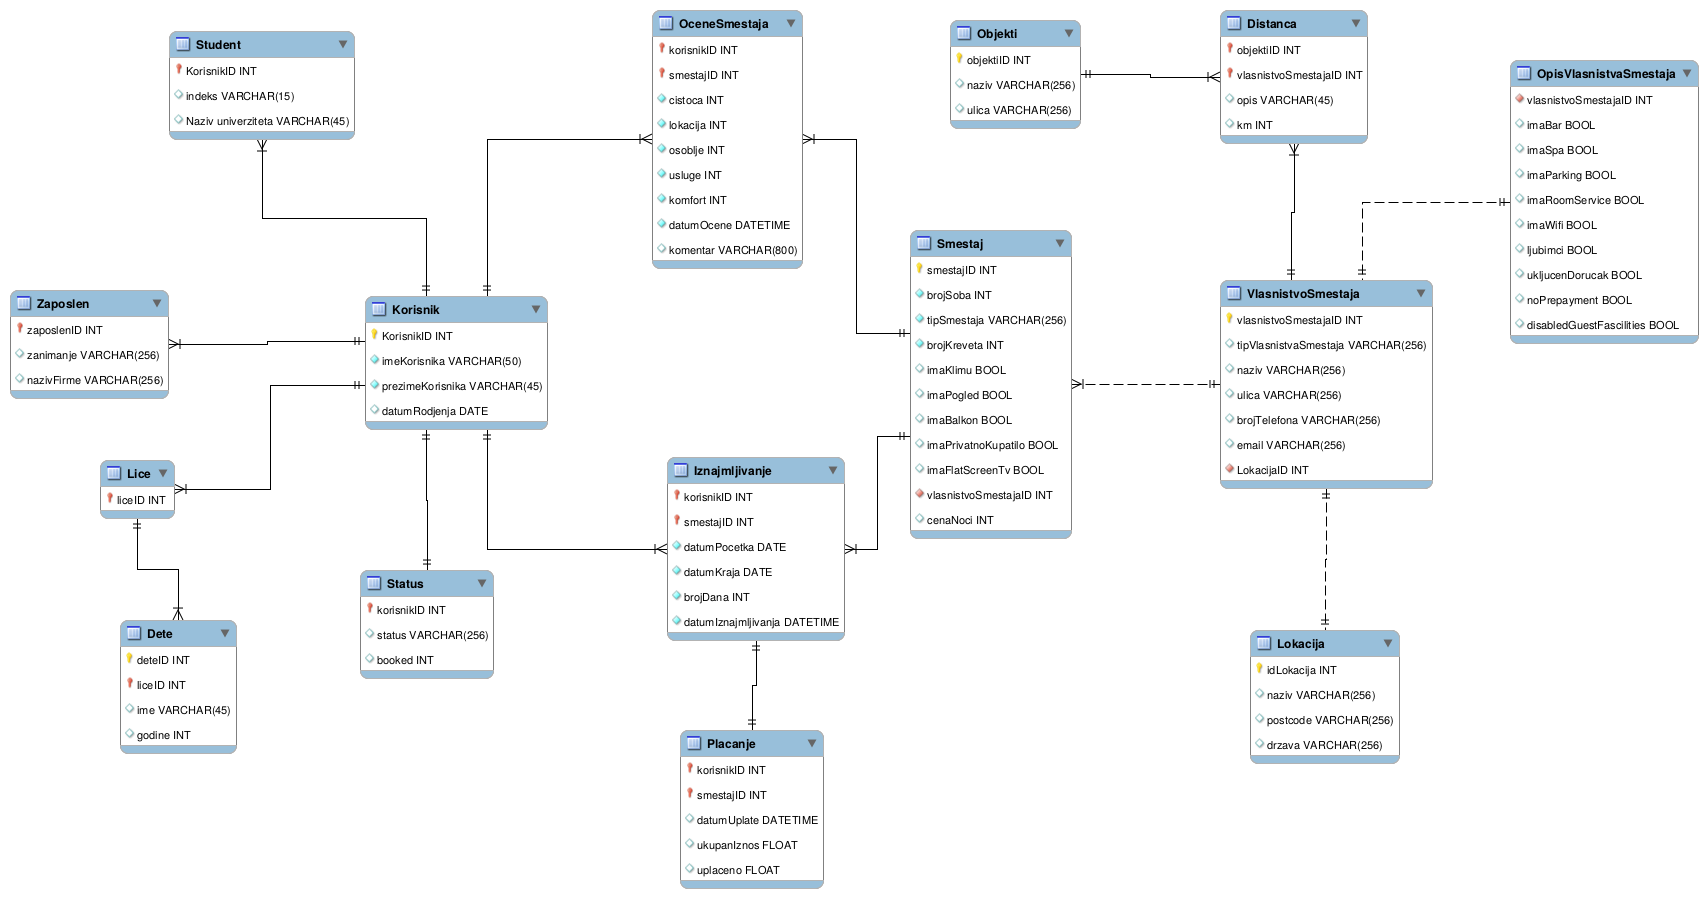 Student
KorisnikID INT
indeks VARCHAR(15)
Naziv univerziteta VARCHAR(45)
OceneSmestaja
korisnikID INT
smestajID INT
cistoca INT
lokacija INT
osoblje INT
usluge INT
komfort INT
datumOcene DATETIME
komentar VARCHAR(800)
Objekti
objektiID INT
naziv VARCHAR(256)
ulica VARCHAR(256)
Distanca
objektiID INT
vlasnistvoSmestajaID INT
opis VARCHAR(45)
km INT
OpisVlasnistvaSmestaja
vlasnistvoSmestajaID INT
imaBar BOOL
imaSpa BOOL
imaParking BOOL
imaRoomService BOOL
imaWifi BOOL
ljubimci BOOL
ukljucenDorucak BOOL
noPrepayment BOOL
disabledGuestFascilities BOOL
Zaposlen
zaposlenID INT
zanimanje VARCHAR(256)
nazivFirme VARCHAR(256)
Korisnik
KorisnikID INT
imeKorisnika VARCHAR(50)
prezimeKorisnika VARCHAR(45)
datumRodjenja DATE
Smestaj
smestajID INT
brojSoba INT
tipSmestaja VARCHAR(256)
brojKreveta INT
imaKlimu BOOL
imaPogled BOOL
imaBalkon BOOL
imaPrivatnoKupatilo BOOL
imaFlatScreenTv BOOL
vlasnistvoSmestajaID INT
cenaNoci INT
VlasnistvoSmestaja
vlasnistvoSmestajaID INT
tipVlasnistvaSmestaja VARCHAR(256)
naziv VARCHAR(256)
ulica VARCHAR(256)
brojTelefona VARCHAR(256)
email VARCHAR(256)
LokacijaID INT
Lice
liceID INT
Iznajmljivanje
korisnikID INT
smestajID INT
datumPocetka DATE
datumKraja DATE
brojDana INT
datumIznajmljivanja DATETIME
Status
korisnikID INT
status VARCHAR(256)
booked INT
Dete
deteID INT
liceID INT
ime VARCHAR(45)
godine INT
Lokacija
idLokacija INT
naziv VARCHAR(256)
postcode VARCHAR(256)
drzava VARCHAR(256)
Placanje
korisnikID INT
smestajID INT
datumUplate DATETIME
ukupanIznos FLOAT
uplaceno FLOAT